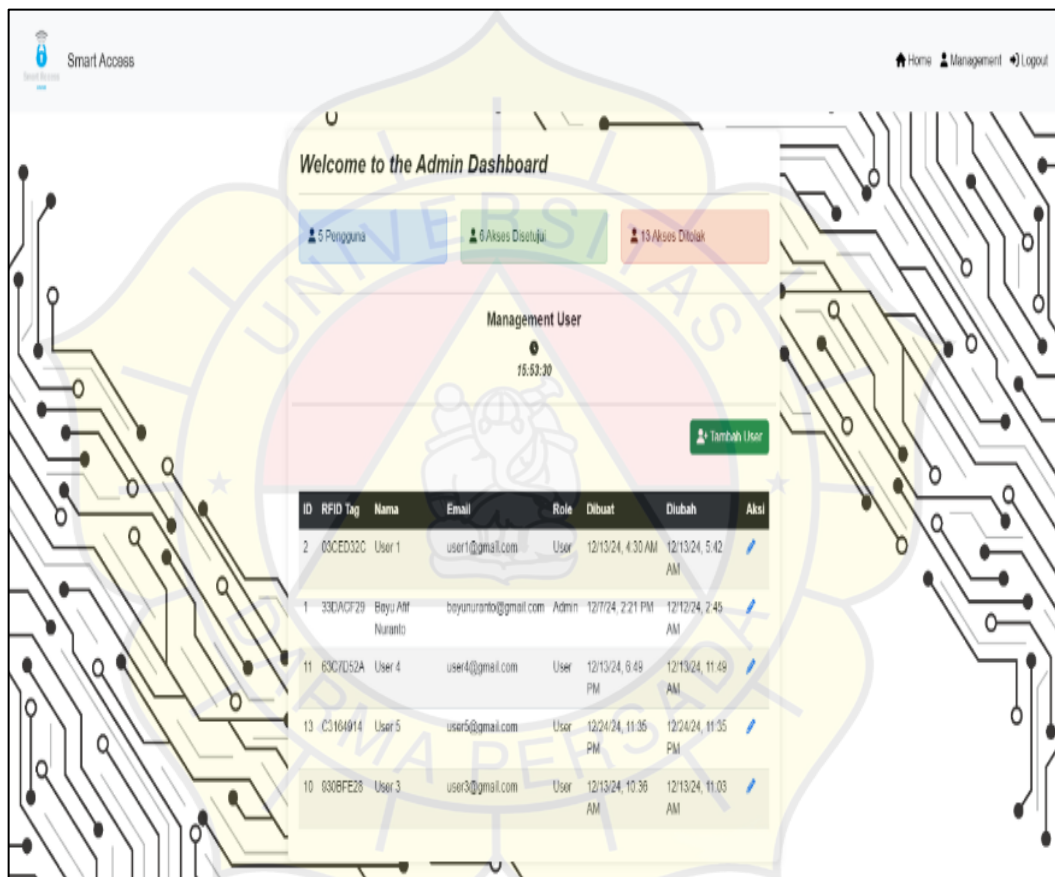 Smart Access
Home Management Logout
Welcome to the Admin Dashboard
5 Pengguna 6 Akses Disetujui 13 Akses Ditolak
Management User
15:53:30
Tambah User
ID RFID Tag Nama Email Role Dibuat Diubah Aksi
2 03CED32C User 1 user1@gmail.com User 12/13/24, 4:30 AM 12/13/24, 5:42
AM
1 33DACF29 Bayu Afif bayunuranto@gmail.com Admin 12/7/24, 2:21 PM 12/12/24, 2:45
Nuranto AM
11 63C7D52A User 4 user4@gmail.com User 12/13/24, 6:49 12/13/24, 11:49
PM AM
13 C3164914 User 5 user5@gmail.com User 12/24/24, 11:35 12/24/24, 11:35
PM PM
10 930BFE28 User 3 user3@gmail.com User 12/13/24, 10:36 12/13/24, 11:03
AM AM
UNIVERSITAS
DARMA PERSADA